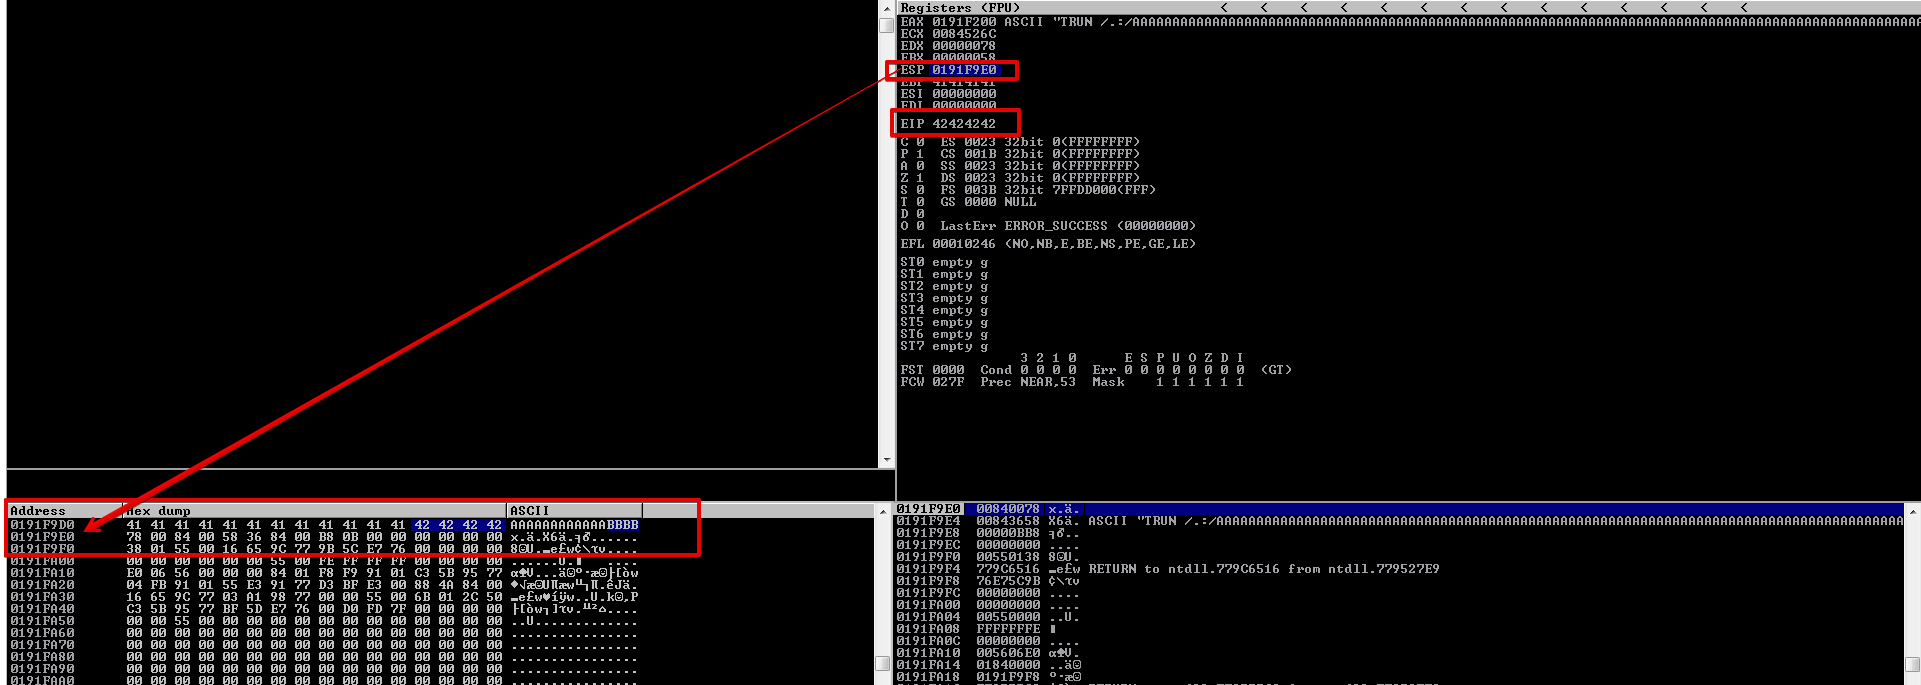 Registers (FPU) < < < < < < < < < < < < < <
EAX 0191F200 ASCII "TRUN /.:/AAAAAAAAAAAAAAAAAAAAAAAAAAAAAAAAAAAAAAAAAAAAAAAAAAAAAAAAAAAAAAAAAAAAAAAAAAAAAAAAAAAAAAAAAAA
ECX 0084526C
EDX 00000078
EBX 00000058
ESP 0191F9E0
EBP 41414141
ESI 00000000
EDI 00000000
EIP 42424242
C 0 ES 0023 32bit 0(FFFFFFFF)
P 1 CS 001B 32bit 0(FFFFFFFF)
A 0 SS 0023 32bit 0(FFFFFFFF)
Z 1 DS 0023 32bit 0(FFFFFFFF)
S 0 FS 003B 32bit 7FFDD000(FFF)
T 0 GS 0000 NULL
D 0
O 0 LastErr ERROR_SUCCESS (00000000)
EFL 00010246 (NO,NB,E,BE,NS,PE,GE,LE)
ST0 empty g
ST1 empty g
ST2 empty g
ST3 empty g
ST4 empty g
ST5 empty g
ST6 empty g
ST7 empty g
3 2 1 0 E S P U O Z D I
FST 0000 Cond 0 0 0 0 Err 0 0 0 0 0 0 0 0 (GT)
FCW 027F Prec NEAR,53 Mask 1 1 1 1 1 1
Address Hex dump ASCII
0191F9D0 41 41 41 41 41 41 41 41 41 41 41 41 42 42 42 42 AAAAAAAAAAAABBBB
0191F9E0 78 00 84 00 58 36 84 00 B8 0B 00 00 00 00 00 00 x.ä.X6ä.╕♂......
0191F9F0 38 01 55 00 16 65 9C 77 9B 5C E7 76 00 00 00 00 8☺U.▬e£w¢\τv....
0191FA00 00 00 00 00 00 00 55 00 FE FF FF FF 00 00 00 00
0191FA10 E0 06 56 00 00 00 84 01 F8 F9 91 01 C3 5B 95 77
0191FA20 04 FB 91 01 55 E3 91 77 D3 BF E3 00 88 4A 84 00
0191FA30 16 65 9C 77 03 A1 98 77 00 00 55 00 6B 01 2C 50 ▬e£w♥íÿw..U.k☺,P
0191FA40 C3 5B 95 77 BF 5D E7 76 00 D0 FD 7F 00 00 00 00
0191FA50 00 00 55 00 00 00 00 00 00 00 00 00 00 00 00 00 ..U.............
0191FA60 00 00 00 00 00 00 00 00 00 00 00 00 00 00 00 00 ................
0191FA70 00 00 00 00 00 00 00 00 00 00 00 00 00 00 00 00 ................
0191FA80 00 00 00 00 00 00 00 00 00 00 00 00 00 00 00 00 ................
0191FA90 00 00 00 00 00 00 00 00 00 00 00 00 00 00 00 00 ................
0191FAA0 00 00 00 00 00 00 00 00 00 00 00 00 00 00 00 00 ................
0191F9E0 00840078 x.ä.
0191F9E4 00843658 X6ä. ASCII "TRUN /.:/AAAAAAAAAAAAAAAAAAAAAAAAAAAAAAAAAAAAAAAAAAAAAAAAAAAAAAAAAAAAAAAAAAAAAAAAAAAAAAAAAAAAA
0191F9E8 00000BB8 ╕♂..
0191F9EC 00000000 ....
0191F9F0 00550138 8☺U.
0191F9F4 779C6516 ▬e£w RETURN to ntdll.779C6516 from ntdll.779527E9
0191F9F8 76E75C9B ¢\τv
0191F9FC 00000000 ....
0191FA00 00000000 ....
0191FA04 00550000 ..U.
0191FA08 FFFFFFFE
0191FA0C 00000000 ....
0191FA10 005606E0 α♠V.
0191FA14 01840000 ..ä☺
0191FA18 0191F9F8